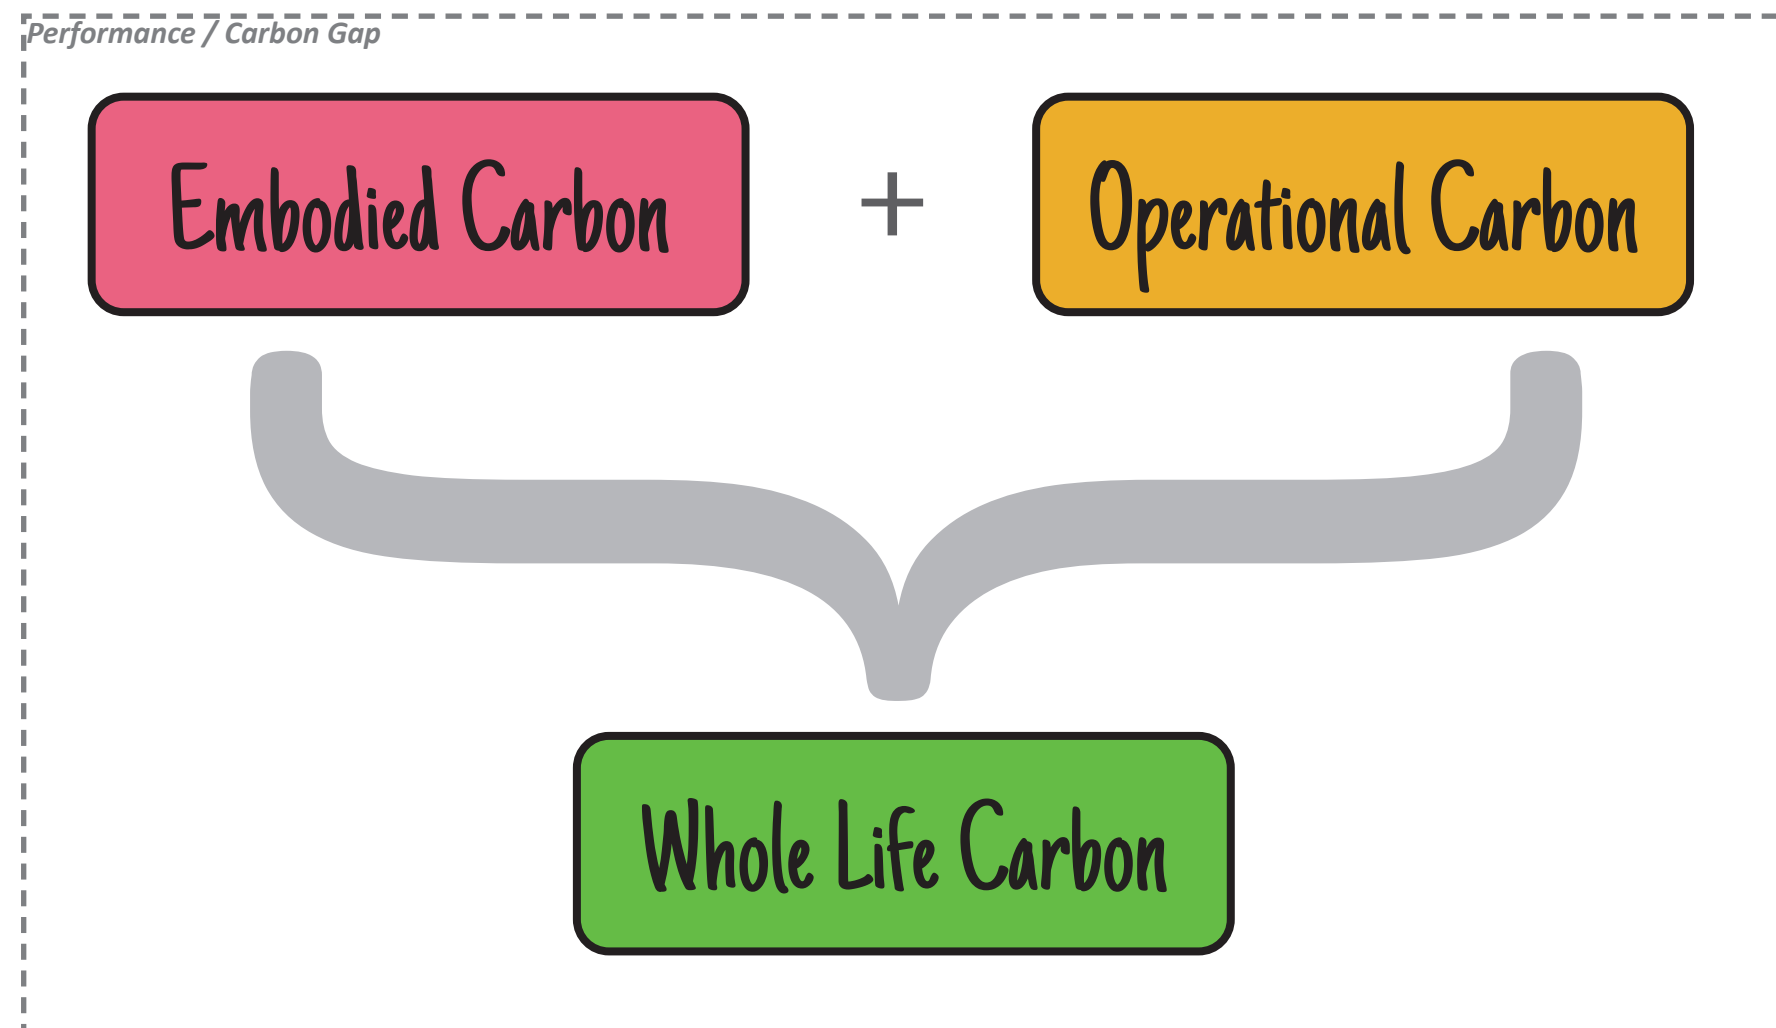 Performance / Carbon Gap
Embodied Carbon + Operational Carbon
Whole Life Carbon